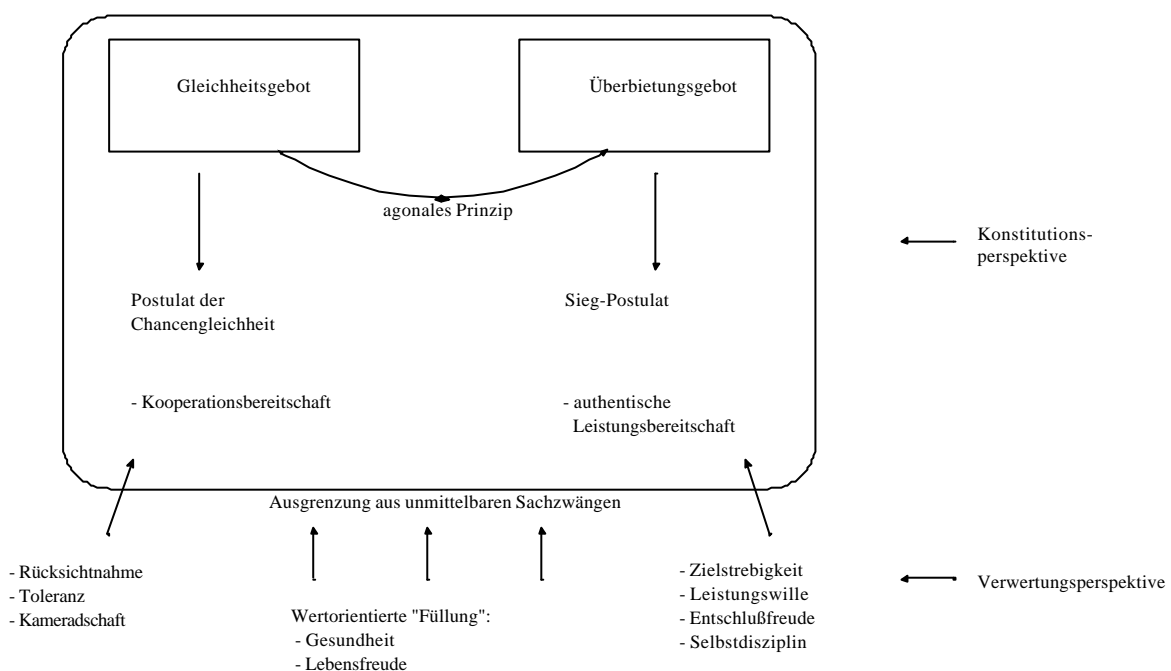 Gleichheitsgebot
Überbietungsgebot
agonales Prinzip
Konstitutions-
perspektive
Postulat der
Chancengleichheit
Sieg-Postulat
- Kooperationsbereitschaft
- authentische
Leistungsbereitschaft
Ausgrenzung aus unmittelbaren Sachzwängen
- Rücksichtnahme
- Toleranz
- Kameradschaft
Wertorientierte "Füllung":
- Gesundheit
- Lebensfreude
- Zielstrebigkeit
- Leistungswille
- Entschlußfreude
- Selbstdisziplin
Verwertungsperspektive